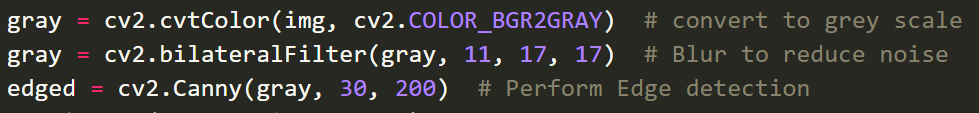 gray = cv2.cvtColor(img, cv2.COLOR_BGR2GRAY)  # convert to grey scale
gray = cv2.bilateralFilter(gray, 11, 17, 17)  # Blur to reduce noise
edged = cv2.Canny(gray, 30, 200)  # Perform Edge detection